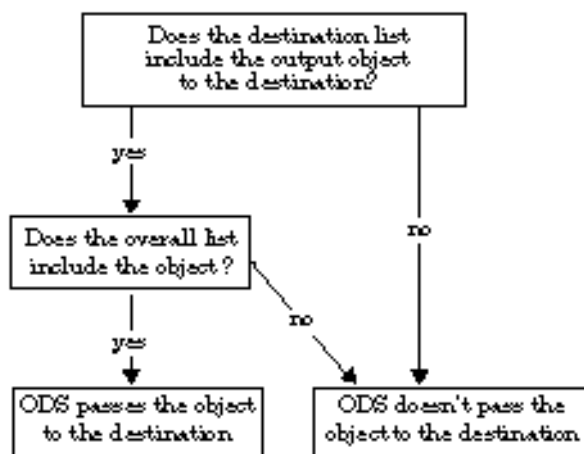 Does the destination list
include the output object
to the destination?
yes
no
Does the overall list
include the object ?
no
yes
ODS passes the object
to the destination
ODS doesn't pass the
object to the destination